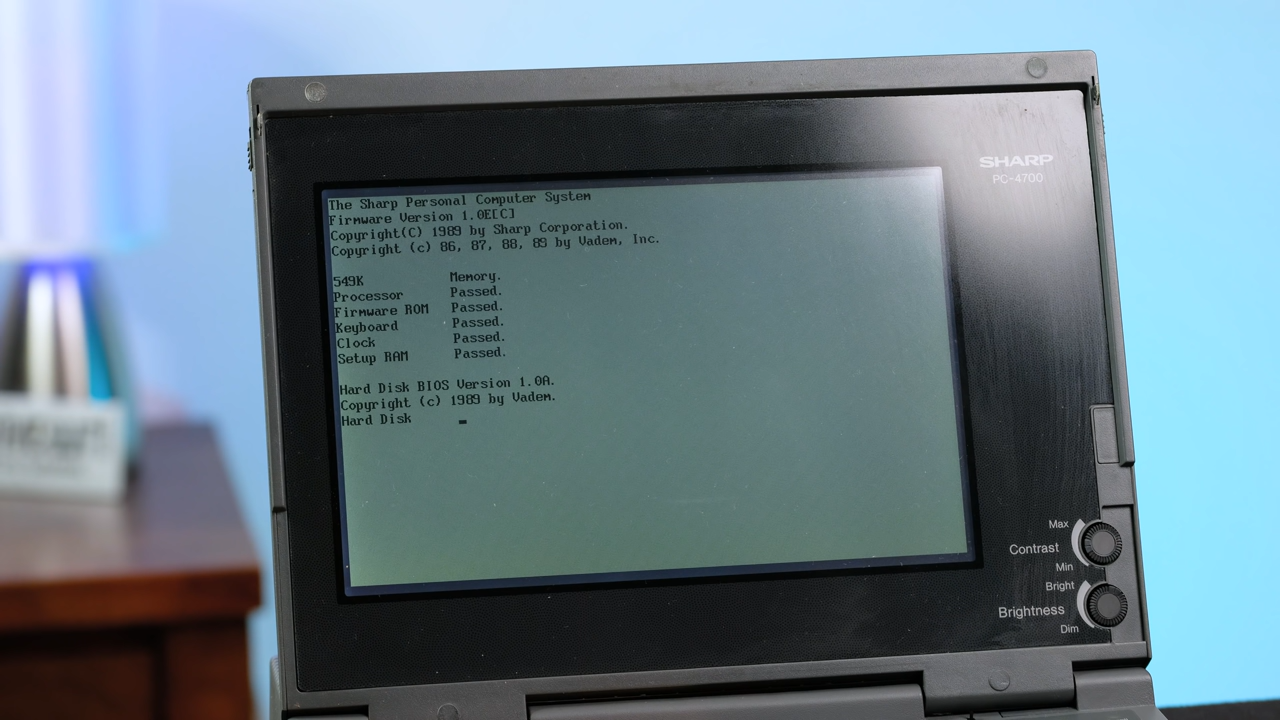 SHARP
PC-4700
The Sharp Personal Computer System
Firmware Version 1.0E[C]
Copyright(C) 1989 by Sharp Corporation.
Copyright (c) 86, 87, 88, 89 by Vadem, Inc.
549K Memory.
Processor Passed.
Firmware ROM Passed.
Keyboard Passed.
Clock Passed.
Setup RAM Passed.
Hard Disk BIOS Version 1.0A.
Copyright (c) 1989 by Vadem.
Hard Disk
Max
Contrast
Min
Bright
Brightness
Dim